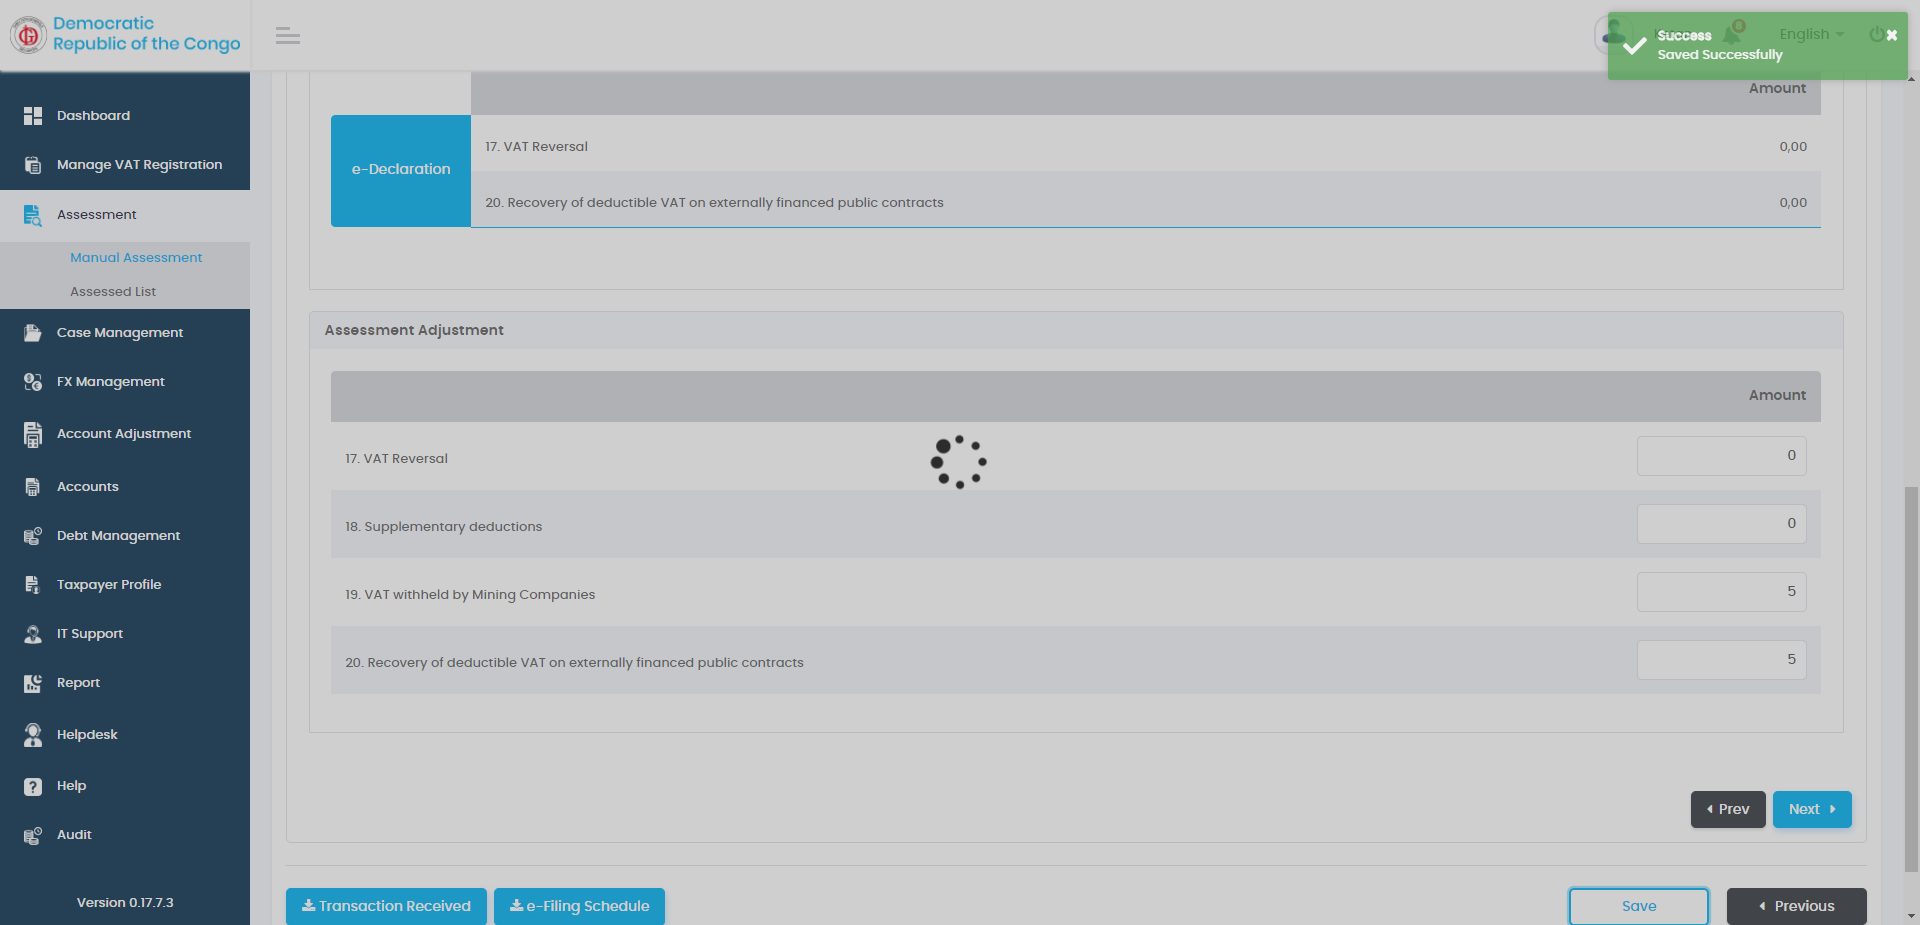 Democratic
Republic of the Congo
8
English
Success
Saved Successfully
Dashboard
Manage VAT Registration
Assessment
Manual Assessment
Assessed List
Case Management
FX Management
Account Adjustment
Accounts
Debt Management
Taxpayer Profile
IT Support
Report
Helpdesk
Help
Audit
Version 0.17.7.3
Amount
e-Declaration
17. VAT Reversal 0,00
20. Recovery of deductible VAT on externally financed public contracts 0,00
Assessment Adjustment
Amount
17. VAT Reversal 0
18. Supplementary deductions 0
19. VAT withheld by Mining Companies 5
20. Recovery of deductible VAT on externally financed public contracts 5
Prev
Next
Transaction Received
e-Filing Schedule
Save
Previous